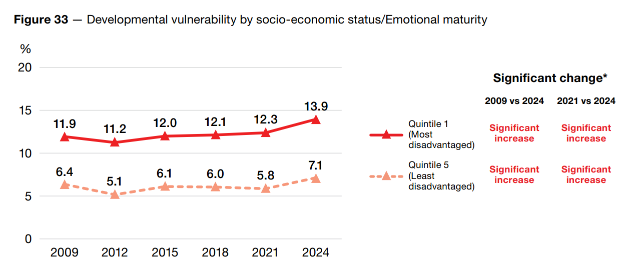 Figure 33 — Developmental vulnerability by socio-economic status/Emotional maturity
%
20
15
10
5
0
11.9 11.2 12.0 12.1 12.3 13.9
6.4 5.1 6.1 6.0 5.8 7.1
2009 2012 2015 2018 2021 2024
Significant change*
2009 vs 2024 2021 vs 2024
Quintile 1
(Most
disadvantaged)
Significant
increase
Significant
increase
Quintile 5
(Least
disadvantaged)
Significant
increase
Significant
increase